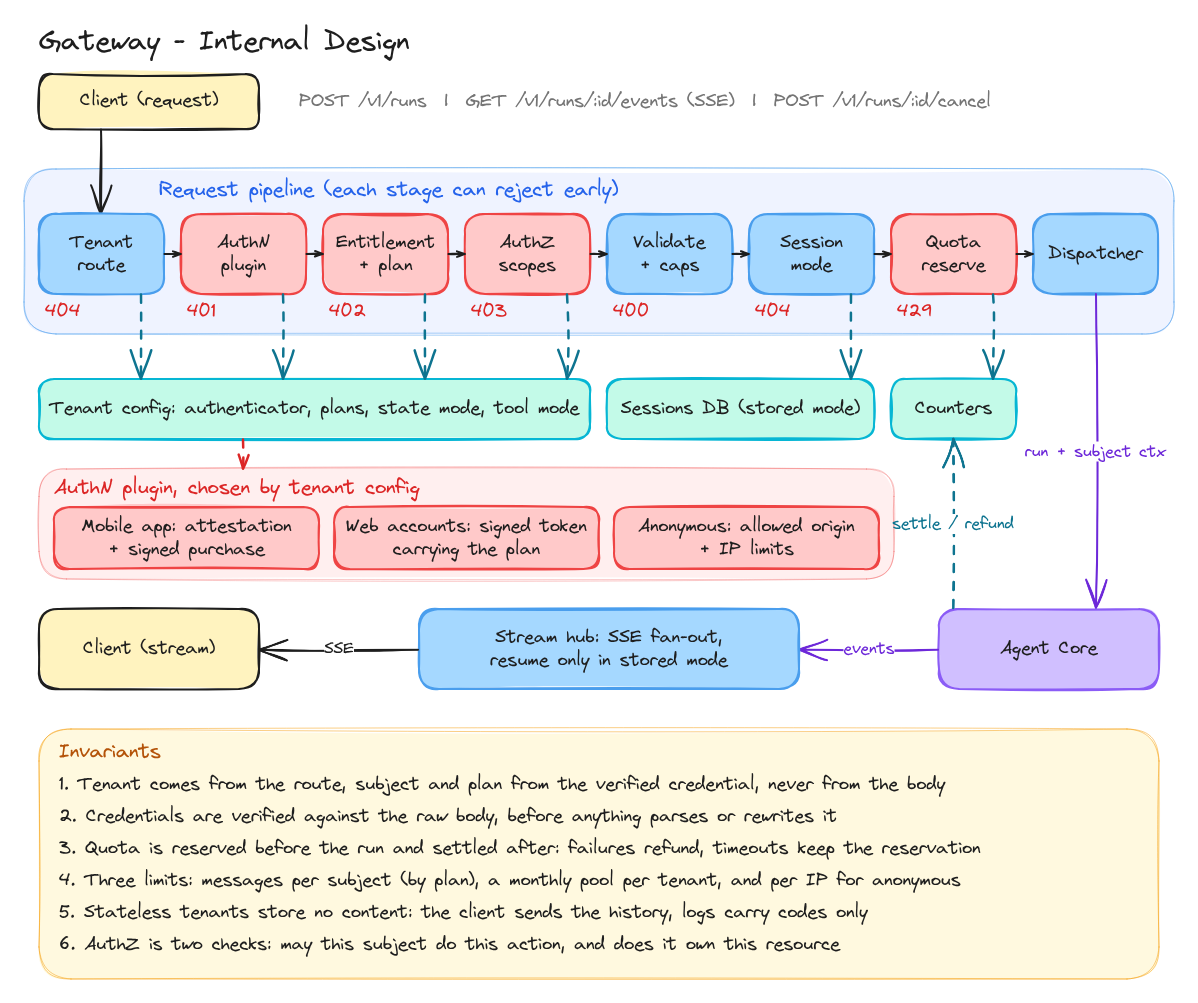 Gateway - Internal Design
Client (request)
POST /v1/runs | GET /v1/runs/:id/events (SSE) | POST /v1/runs/:id/cancel
Request pipeline (each stage can reject early)
Tenant
route
AuthN
plugin
Entitlement
+ plan
AuthZ
scopes
Validate
+ caps
Session
mode
Quota
reserve
Dispatcher
404
401
402
403
400
404
429
Tenant config: authenticator, plans, state mode, tool mode
Sessions DB (stored mode)
Counters
run + subject ctx
AuthN plugin, chosen by tenant config
Mobile app: attestation
+ signed purchase
Web accounts: signed token
carrying the plan
Anonymous: allowed origin
+ IP limits
settle / refund
Client (stream)
SSE
Stream hub: SSE fan-out,
resume only in stored mode
events
Agent Core
Invariants
1. Tenant comes from the route, subject and plan from the verified credential, never from the body
2. Credentials are verified against the raw body, before anything parses or rewrites it
3. Quota is reserved before the run and settled after: failures refund, timeouts keep the reservation
4. Three limits: messages per subject (by plan), a monthly pool per tenant, and per IP for anonymous
5. Stateless tenants store no content: the client sends the history, logs carry codes only
6. AuthZ is two checks: may this subject do this action, and does it own this resource